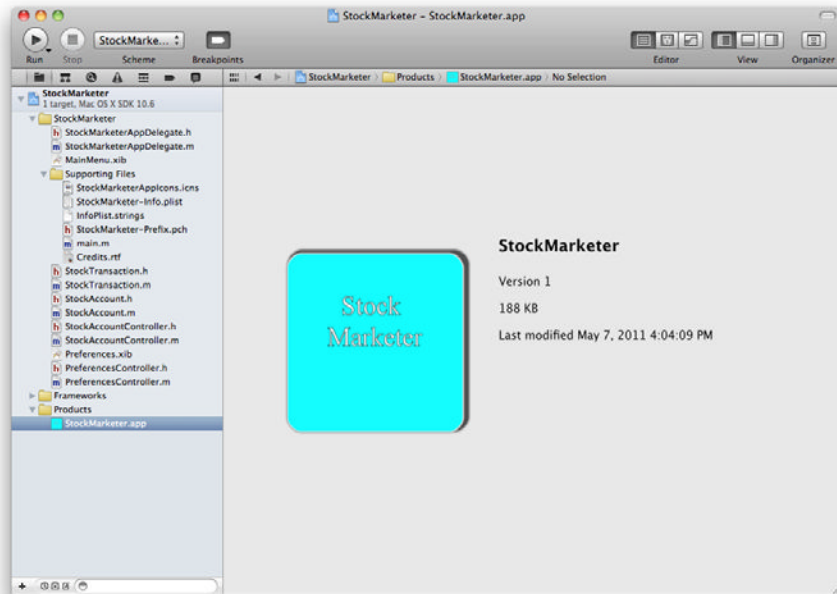 StockMarketer - StockMarketer.app
StockMarke...
Run Stop Scheme Breakpoints Editor View Organizer
StockMarketer Products StockMarketer.app No Selection
StockMarketer
1 target, Mac OS X SDK 10.6
StockMarketer
StockMarketerAppDelegate.h
StockMarketerAppDelegate.m
MainMenu.xib
Supporting Files
StockMarketerAppIcons.icns
StockMarketer-Info.plist
InfoPlist.strings
StockMarketer-Prefix.pch
main.m
Credits.rtf
StockTransaction.h
StockTransaction.m
StockAccount.h
StockAccount.m
StockAccountController.h
StockAccountController.m
Preferences.xib
PreferencesController.h
PreferencesController.m
Frameworks
Products
StockMarketer.app
Stock
Marketer
StockMarketer
Version 1
188 KB
Last modified May 7, 2011 4:04:09 PM